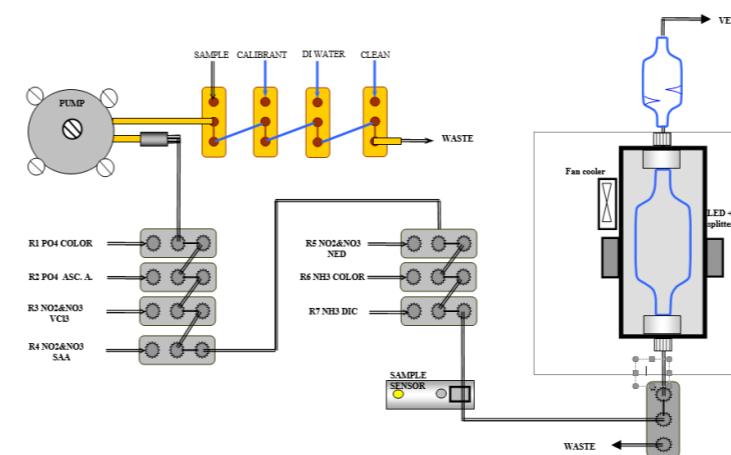 VE
SAMPLE CALIBRANT DI WATER CLEAN
PUMP
WASTE
Fan cooler
LED +
splitte
R1 PO4 COLOR
R2 PO4 ASC. A.
R3 NO2&NO3
VCl3
R4 NO2&NO3
SAA
R5 NO2&NO3
NED
R6 NH3 COLOR
R7 NH3 DIC
SAMPLE
SENSOR
WASTE